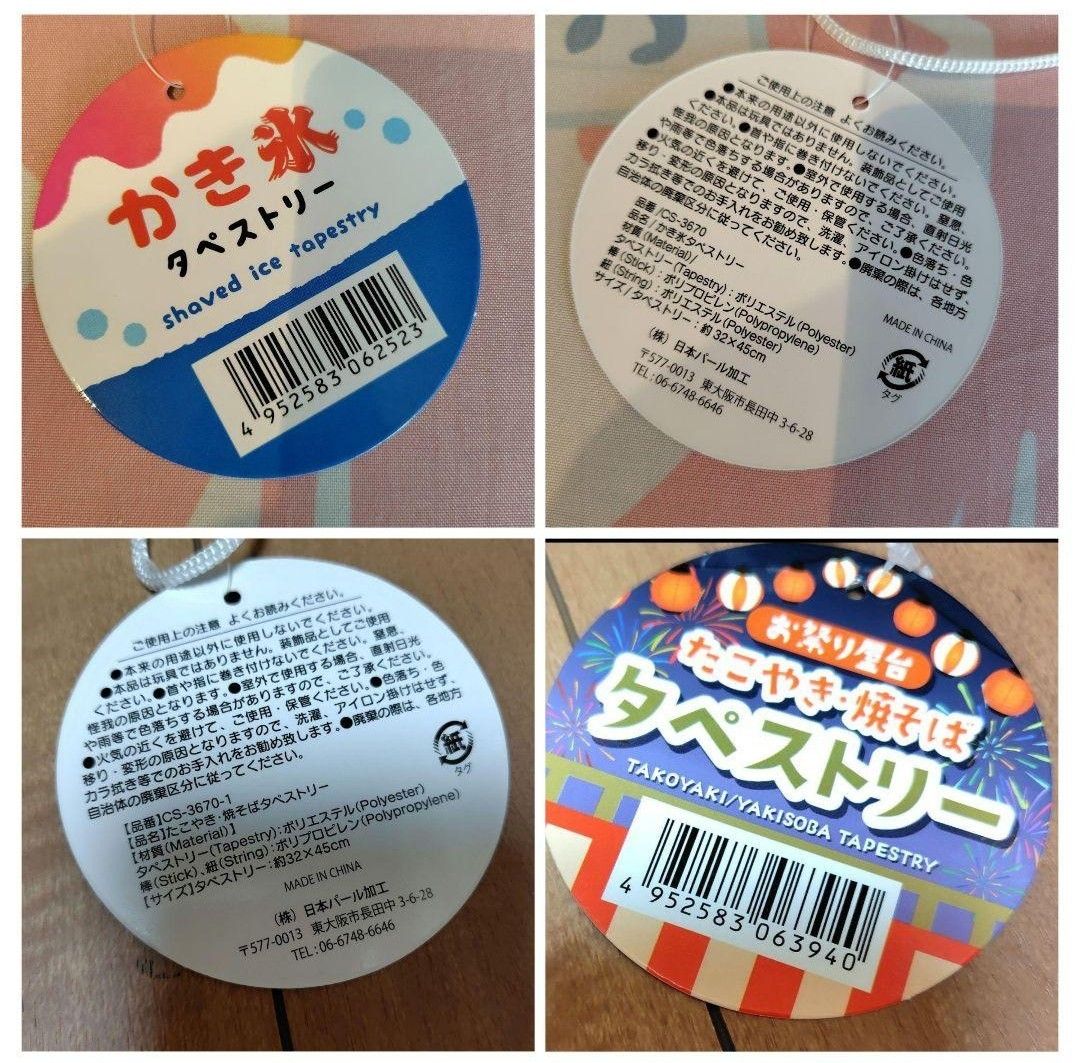 かき氷
タペストリー
shaved ice tapestry
4 952583 062523
ご使用上の注意 よくお読みください。
●本来の用途以外に使用しないでください。
●本品は玩具ではありません。装飾品としてご使用
ください。●首や指に巻き付けないでください。窒息、
怪我の原因となります。●室外で使用する場合、直射日光
や雨等で色落ちする場合がありますので、ご了承ください。
●火気の近くを避けて、ご使用・保管ください。●色落ち・色
移り・変形の原因となりますので、洗濯、アイロン掛けはせず、
カラ拭き等でのお手入れをお勧め致します。●廃棄の際は、各地方
自治体の廃棄区分に従ってください。
品番/CS-3670
品名/かき氷タペストリー
材質(Material)/
タペストリー(Tapestry):ポリエステル(Polyester)
棒(Stick):ポリプロピレン(Polypropylene)
紐(String):ポリエステル(Polyester)
サイズ/タペストリー:約32×45cm
MADE IN CHINA
(株)日本パール加工
〒577-0013 東大阪市長田中3-6-28
TEL:06-6748-6646
紙
タグ
ご使用上の注意 よくお読みください。
●本来の用途以外に使用しないでください。
●本品は玩具ではありません。装飾品としてご使用
ください。●首や指に巻き付けないでください。窒息、
怪我の原因となります。●室外で使用する場合、直射日光
や雨等で色落ちする場合がありますので、ご了承ください。
●火気の近くを避けて、ご使用・保管ください。●色落ち・色
移り・変形の原因となりますので、洗濯、アイロン掛けはせず、
カラ拭き等でのお手入れをお勧め致します。●廃棄の際は、各地方
自治体の廃棄区分に従ってください。
紙
タグ
【品番】CS-3670-1
【品名】たこやき・焼そばタペストリー
【材質(Material)】
タペストリー(Tapestry):ポリエステル(Polyester)
棒(Stick)、紐(String):ポリプロピレン(Polypropylene)
【サイズ】タペストリー:約32×45cm
MADE IN CHINA
(株)日本パール加工
〒577-0013 東大阪市長田中3-6-28
TEL:06-6748-6646
お祭り屋台
たこやき・焼そば
タペストリー
TAKOYAKI/YAKISOBA TAPESTRY
4 952583 063940